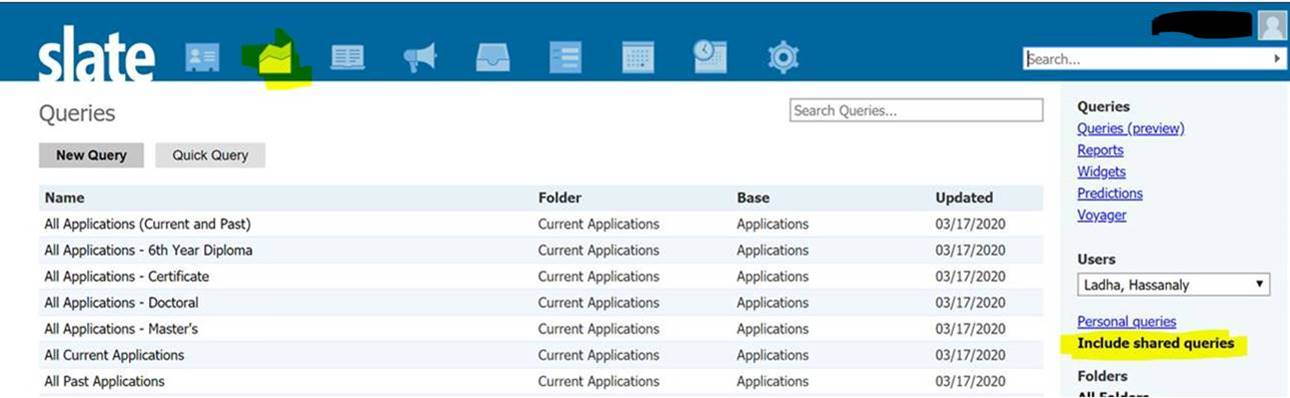 slate
Search...
Queries
Search Queries...
New Query Quick Query
Name Folder Base Updated
All Applications (Current and Past) Current Applications Applications 03/17/2020
All Applications - 6th Year Diploma Current Applications Applications 03/17/2020
All Applications - Certificate Current Applications Applications 03/17/2020
All Applications - Doctoral Current Applications Applications 03/17/2020
All Applications - Master's Current Applications Applications 03/17/2020
All Current Applications Current Applications Applications 03/17/2020
All Past Applications Current Applications Applications 03/17/2020
Queries
Queries (preview)
Reports
Widgets
Predictions
Voyager
Users
Ladha, Hassanaly
Personal queries
Include shared queries
Folders
All Folders